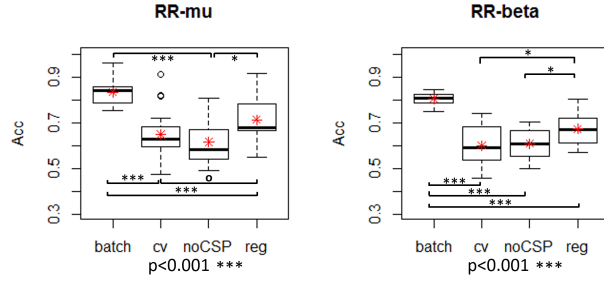 RR-mu
Acc
0.9
0.7
0.5
0.3
***
*
***
***
batch cv noCSP reg
p<0.001 ***
RR-beta
Acc
0.9
0.7
0.5
0.3
*
*
***
***
***
batch cv noCSP reg
p<0.001 ***